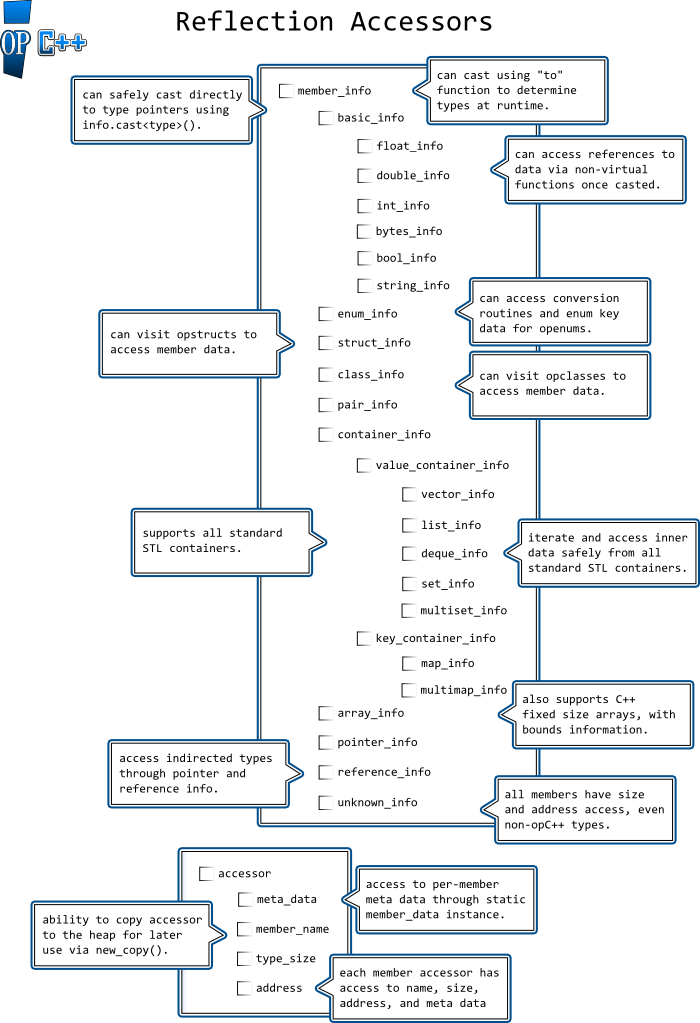 Reflection Accessors
OP C++
can safely cast directly
to type pointers using
info.cast<type>().
member_info
can cast using "to"
function to determine
types at runtime.
basic_info
float_info
double_info
can access references to
data via non-virtual
functions once casted.
int_info
bytes_info
bool_info
string_info
enum_info
can access conversion
routines and enum key
data for openums.
can visit opstructs to
access member data.
struct_info
class_info
can visit opclasses to
access member data.
pair_info
container_info
value_container_info
vector_info
supports all standard
STL containers.
list_info
deque_info
iterate and access inner
data safely from all
standard STL containers.
set_info
multiset_info
key_container_info
map_info
multimap_info
array_info
also supports C++
fixed size arrays, with
bounds information.
pointer_info
access indirected types
through pointer and
reference info.
reference_info
unknown_info
all members have size
and address access, even
non-opC++ types.
accessor
meta_data
access to per-member
meta data through static
member_data instance.
ability to copy accessor
to the heap for later
use via new_copy().
member_name
type_size
address
each member accessor has
access to name, size,
address, and meta data